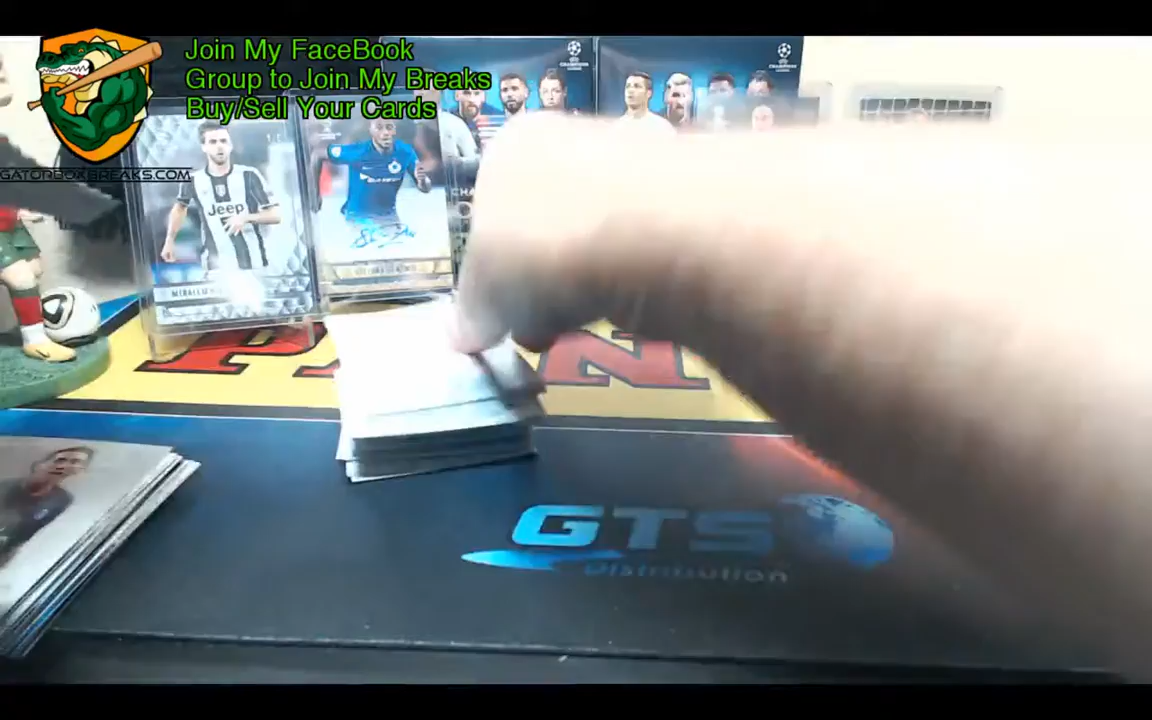 Join My FaceBook
Group to Join My Breaks
Buy/Sell Your Cards
GATORBOXBREAKS.COM
Jeep
GTS
Distribution